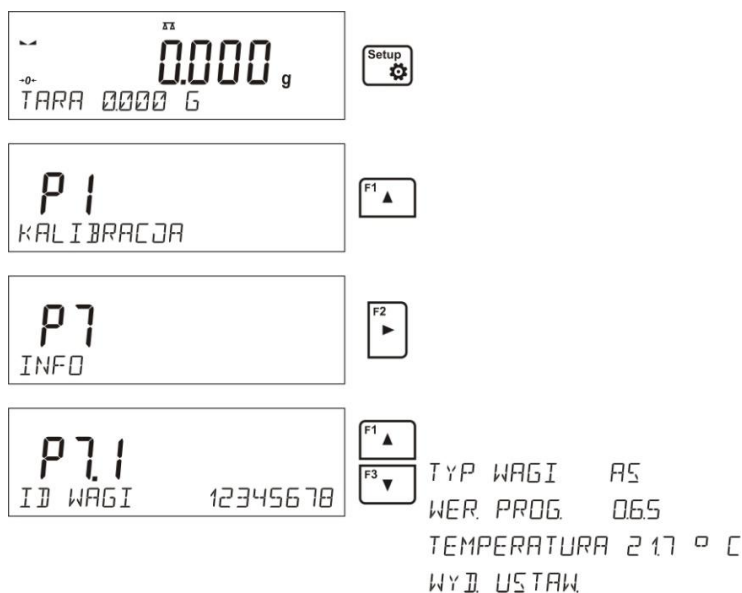 0.000 g
→0←
TARA 0.000 G
Setup
P1
KALIBRACJA
F1
P7
INFO
F2
P7.1
ID WAGI 12345678
F1
F3
TYP WAGI AS
WER. PROG. 0.6.5
TEMPERATURA 21.7 ° C
WYD. USTAW.